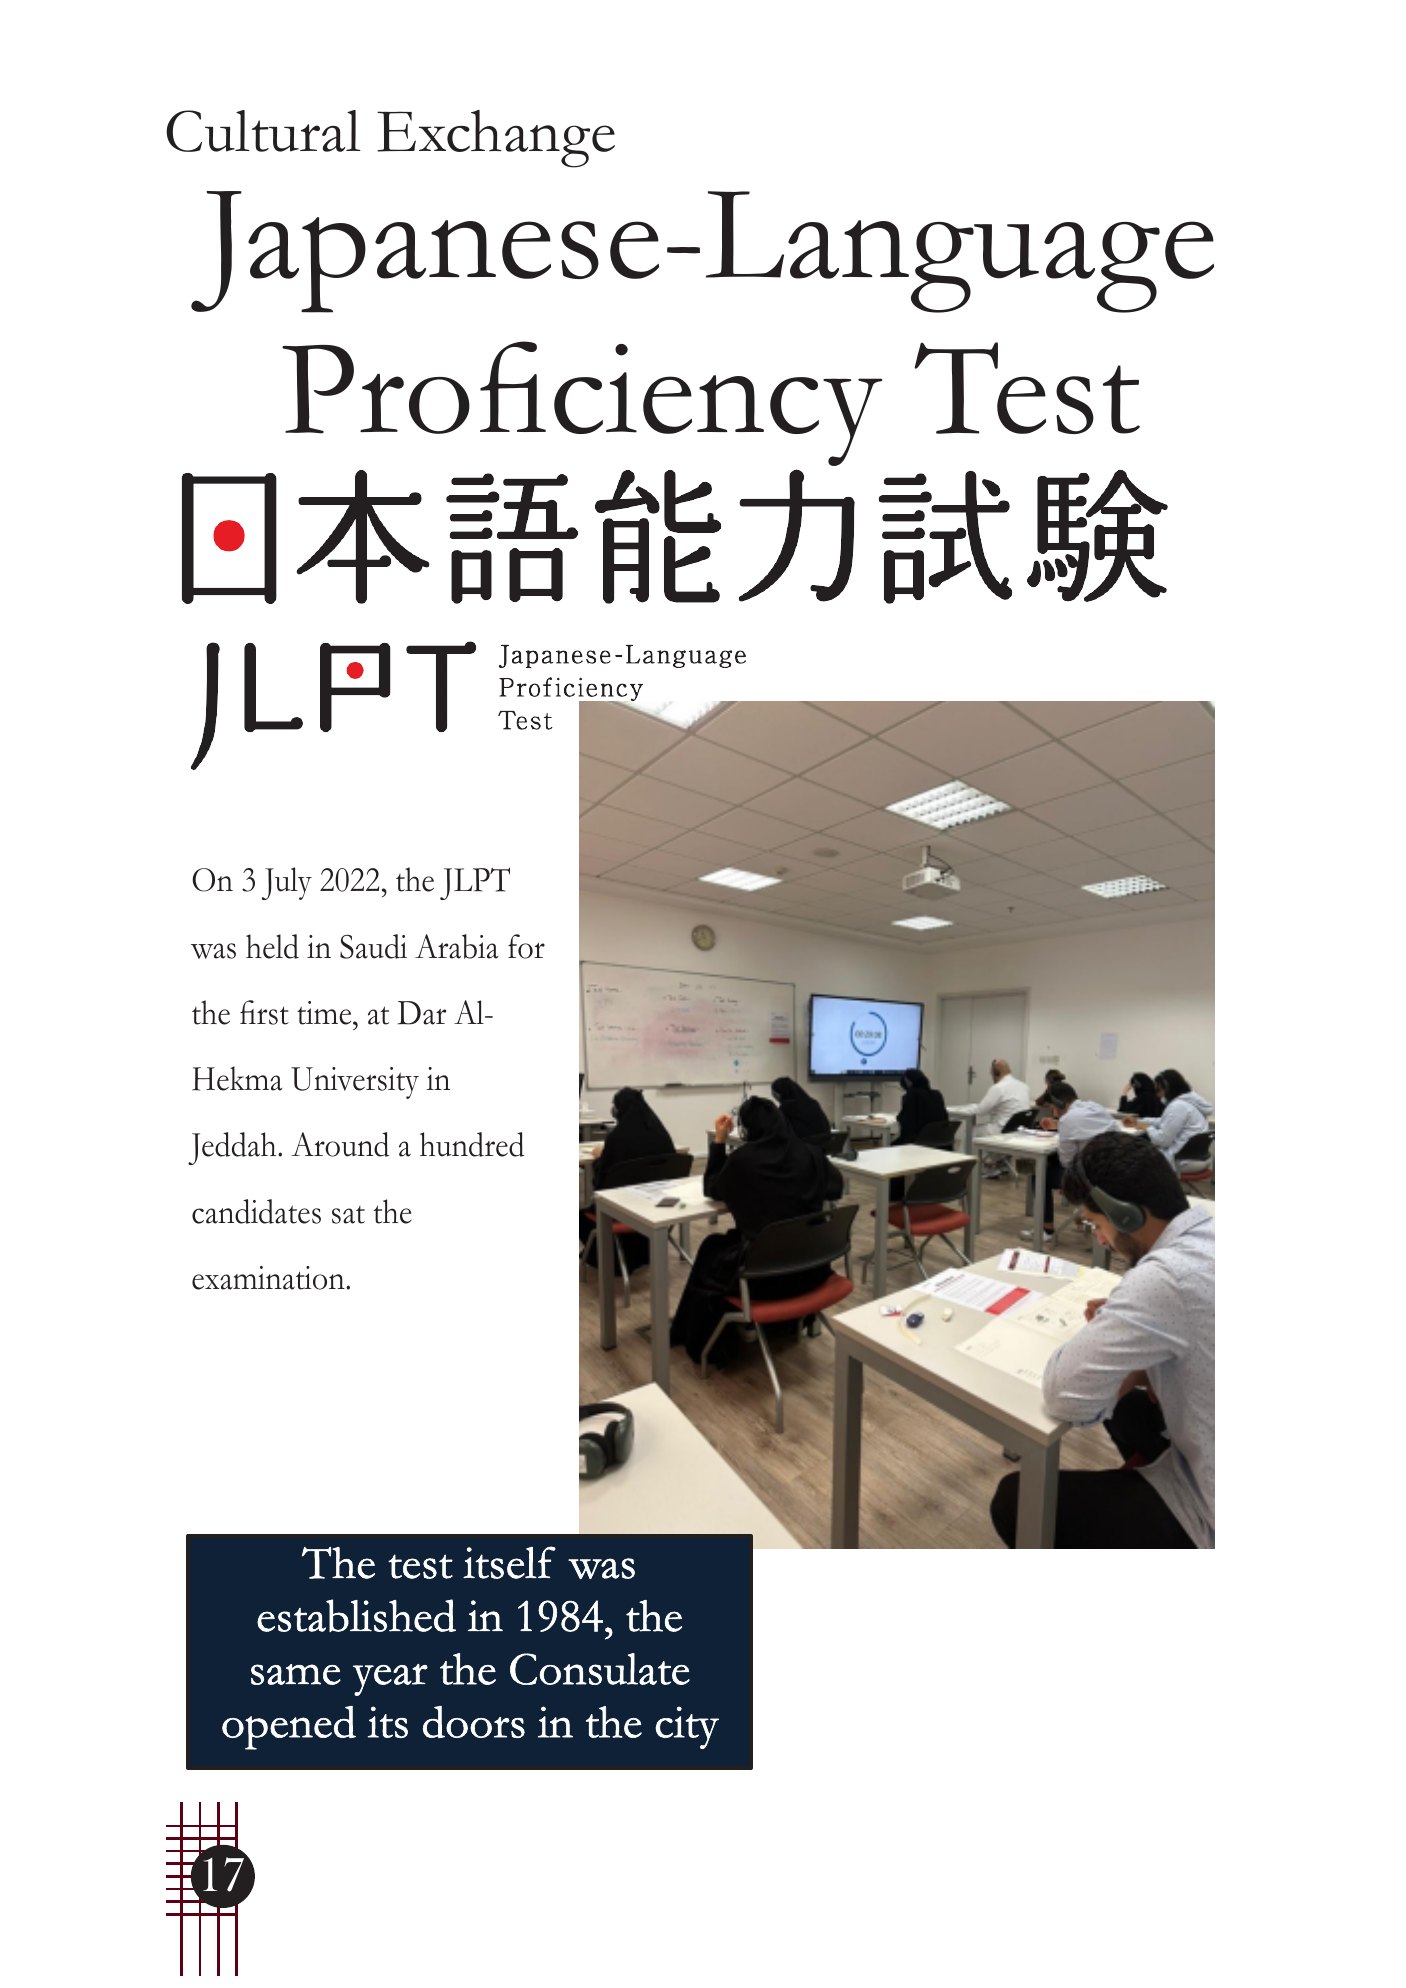 Cultural Exchange
Japanese-Language
Proficiency Test
日本語能力試験
JLPT
Japanese-Language
Proficiency
Test
On 3 July 2022, the JLPT
was held in Saudi Arabia for
the first time, at Dar Al-
Hekma University in
Jeddah. Around a hundred
candidates sat the
examination.
The test itself was
established in 1984, the
same year the Consulate
opened its doors in the city
17